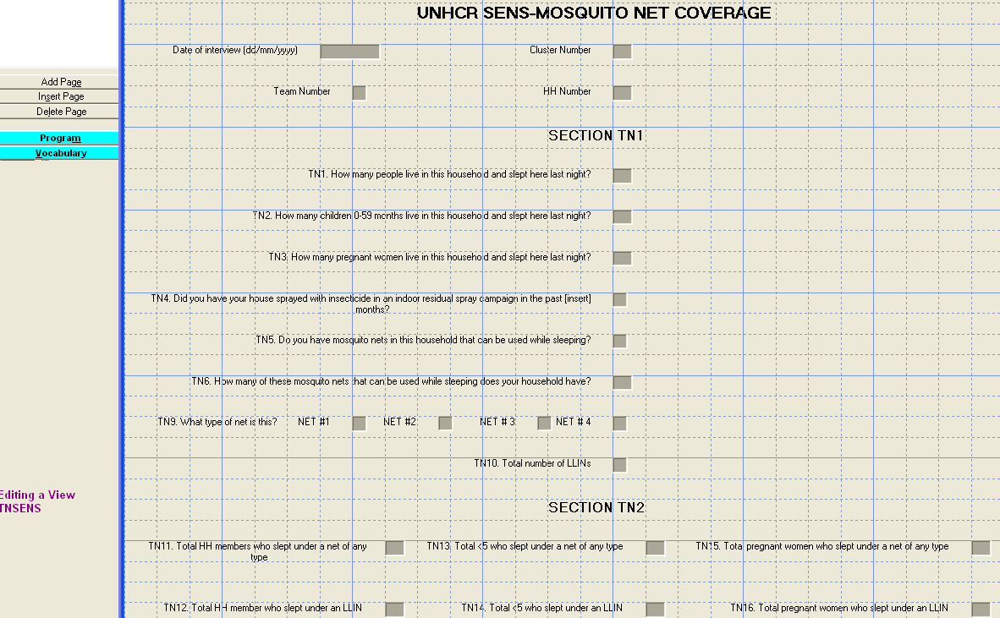 UNHCR SENS-MOSQUITO NET COVERAGE
Date of interview (dd/mm/yyyy)
Cluster Number
Team Number
HH Number
Add Page
Insert Page
Delete Page
Program
Vocabulary
SECTION TN1
TN1. How many people live in this household and slept here last night?
TN2. How many children 0-59 months live in this household and slept here last night?
TN3. How many pregnant women live in this household and slept here last night?
TN4. Did you have your house sprayed with insecticide in an indoor residual spray campaign in the past [insert]
months?
TN5. Do you have mosquito nets in this household that can be used while sleeping?
TN6. How many of these mosquito nets that can be used while sleeping does your household have?
TN9. What type of net is this? NET #1 NET #2 NET # 3 NET # 4
TN10. Total number of LLINs
Editing a View
TNSENS
SECTION TN2
TN11. Total HH members who slept under a net of any
type
TN13. Total <5 who slept under a net of any type
TN15. Total pregnant women who slept under a net of any type
TN12. Total HH member who slept under an LLIN
TN14. Total <5 who slept under an LLIN
TN16. Total pregnant women who slept under an LLIN